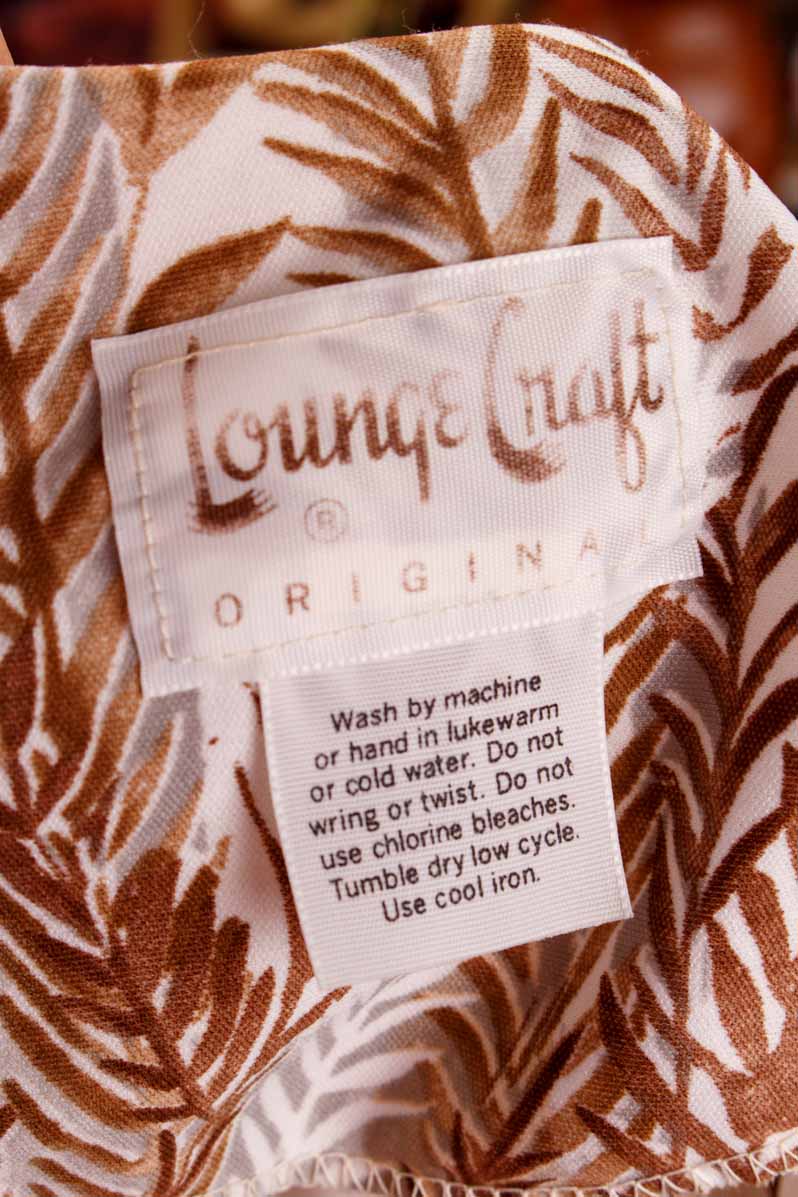 Lounge Craft
®
ORIGINAL
Wash by machine
or hand in lukewarm
or cold water. Do not
wring or twist. Do not
use chlorine bleaches.
Tumble dry low cycle.
Use cool iron.